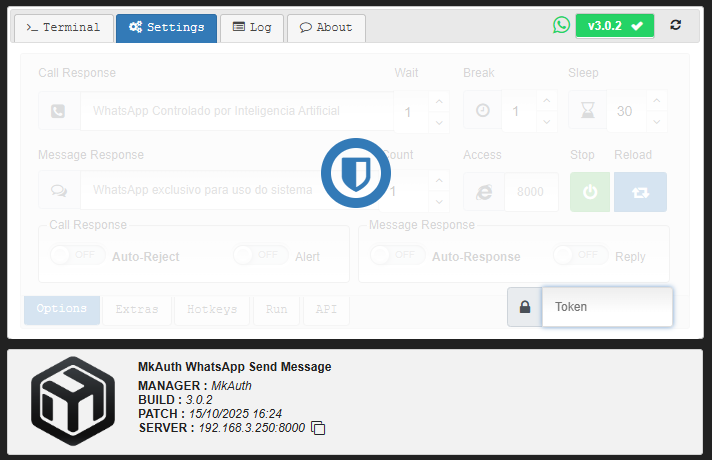 >_ Terminal Settings Log About v3.0.2
Call Response Wait Break Sleep
WhatsApp Controlado por Inteligencia Artificial 1 1 30
Message Response Count Access Stop Reload
WhatsApp exclusivo para uso do sistema 1 8000
Call Response Message Response
OFF Auto-Reject OFF Alert OFF Auto-Response OFF Reply
Options Extras Hotkeys Run API Token
MkAuth WhatsApp Send Message
MANAGER : MkAuth
BUILD : 3.0.2
PATCH : 15/10/2025 16:24
SERVER : 192.168.3.250:8000